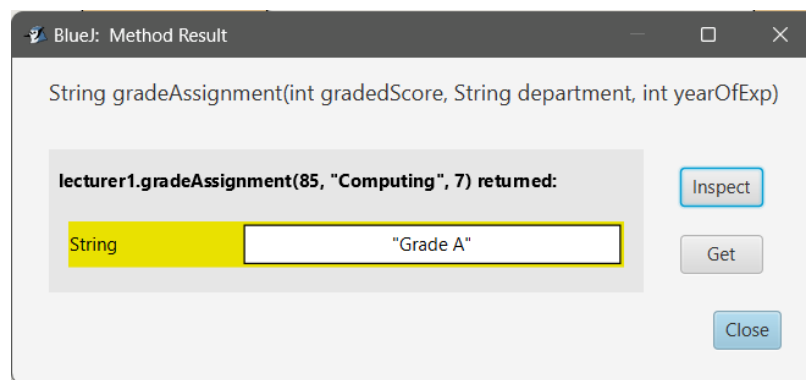 BlueJ: Method Result
String gradeAssignment(int gradedScore, String department, int yearOfExp)
lecturer1.gradeAssignment(85, "Computing", 7) returned:
Inspect
String "Grade A"
Get
Close